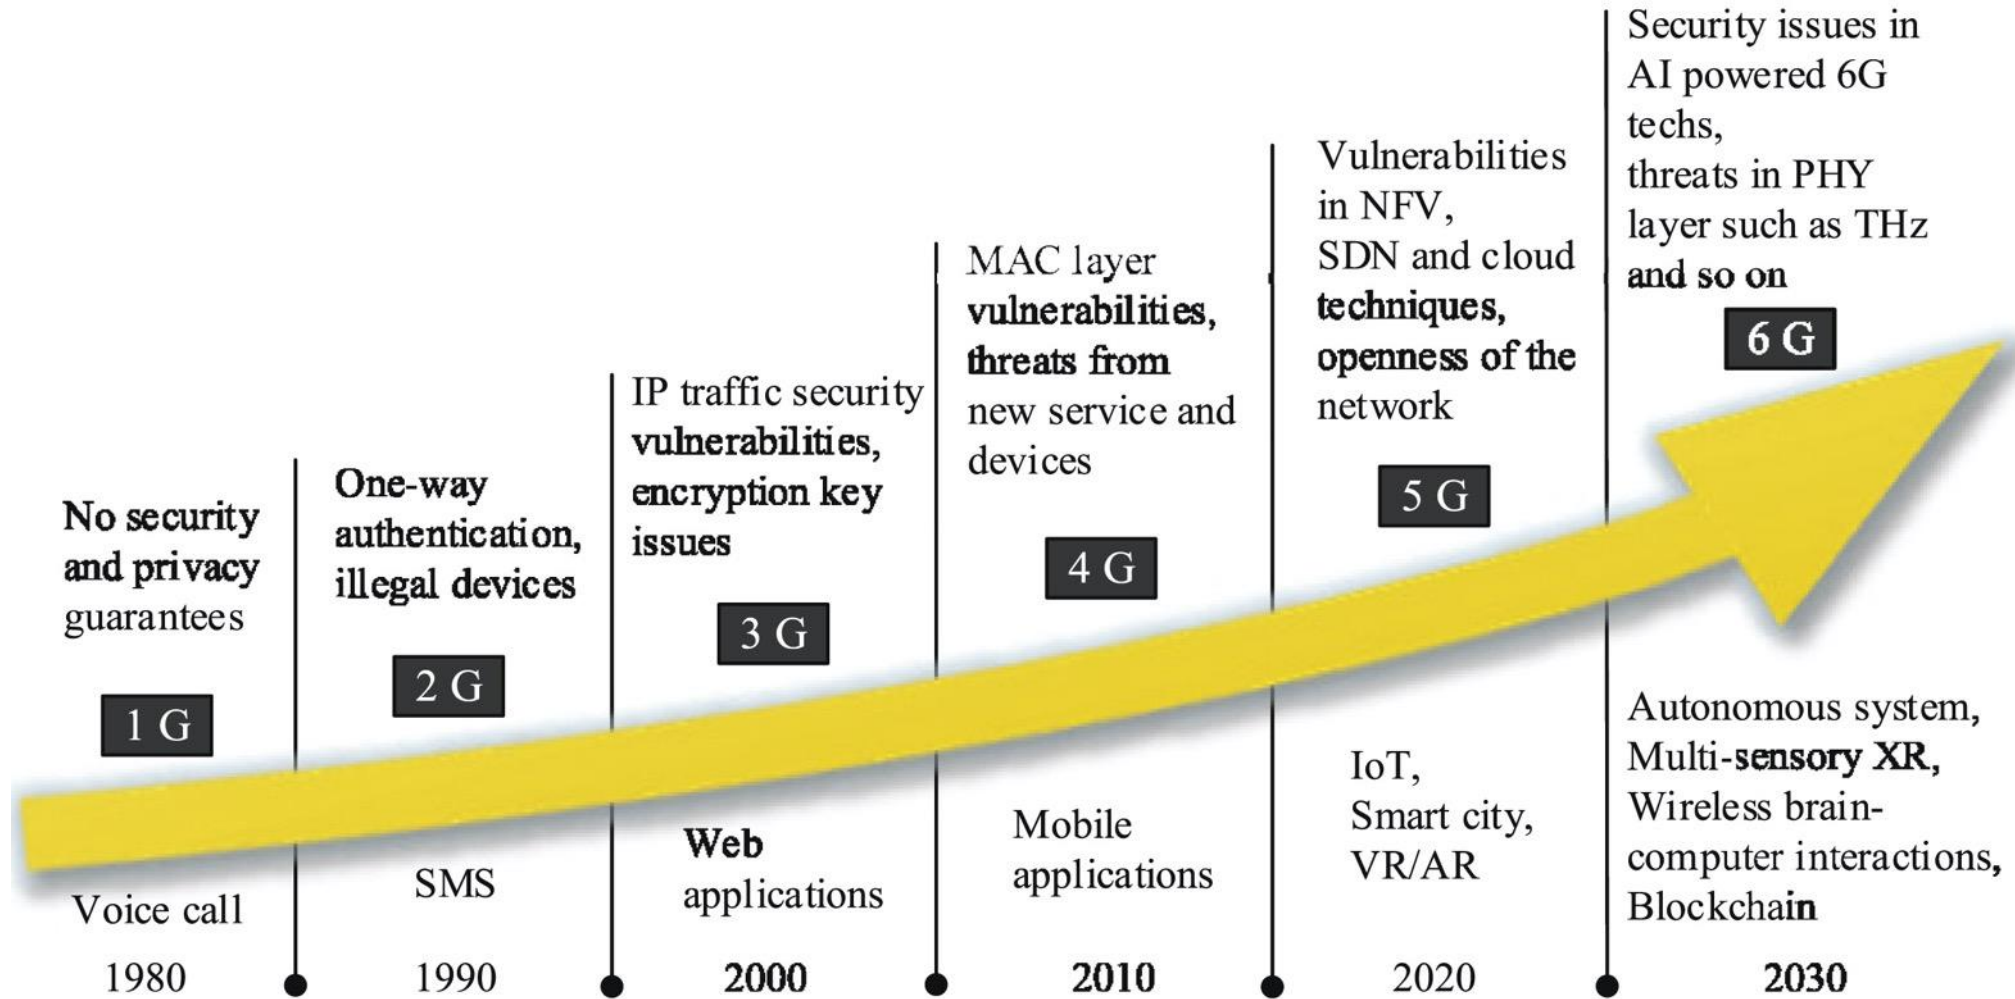 No security
and privacy
guarantees
1 G
Voice call
1980
One-way
authentication,
illegal devices
2 G
SMS
1990
IP traffic security
vulnerabilities,
encryption key
issues
3 G
Web
applications
2000
MAC layer
vulnerabilities,
threats from
new service and
devices
4 G
Mobile
applications
2010
Vulnerabilities
in NFV,
SDN and cloud
techniques,
openness of the
network
5 G
IoT,
Smart city,
VR/AR
2020
Security issues in
AI powered 6G
techs,
threats in PHY
layer such as THz
and so on
6 G
Autonomous system,
Multi-sensory XR,
Wireless brain-
computer interactions,
Blockchain
2030